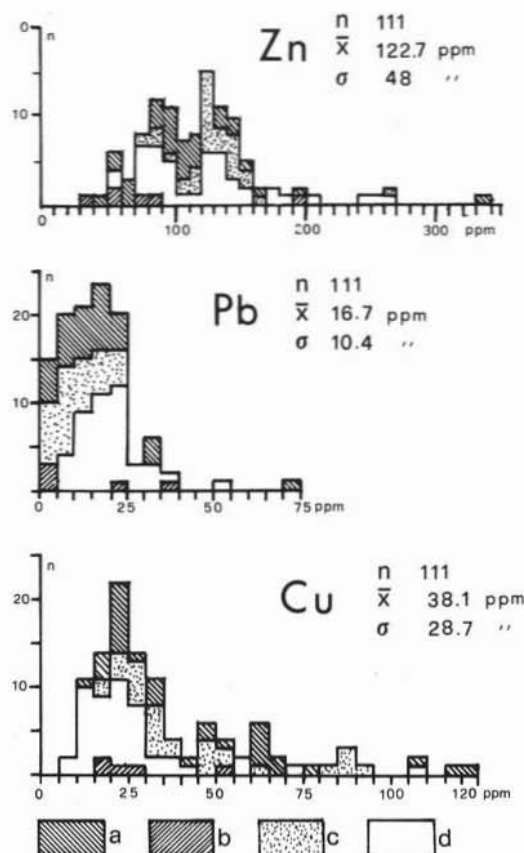 0
n
10
Zn
n 111
x̄ 122.7 ppm
σ 48 〃
0 100 200 300 ppm
n
20
10
Pb
n 111
x̄ 16.7 ppm
σ 10.4 〃
0 25 50 75 ppm
n
20
10
Cu
n 111
x̄ 38.1 ppm
σ 28.7 〃
0 25 50 75 100 120 ppm
a b c d